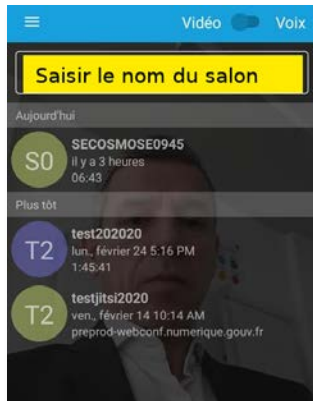 Vidéo Voix
Saisir le nom du salon
Aujourd'hui
S0
SECOSMOSE0945
il y a 3 heures
06:43
Plus tôt
T2
test202020
lun., février 24 5:16 PM
1:45:41
T2
testjitsi2020
ven., février 14 10:14 AM
preprod-webconf.numerique.gouv.fr